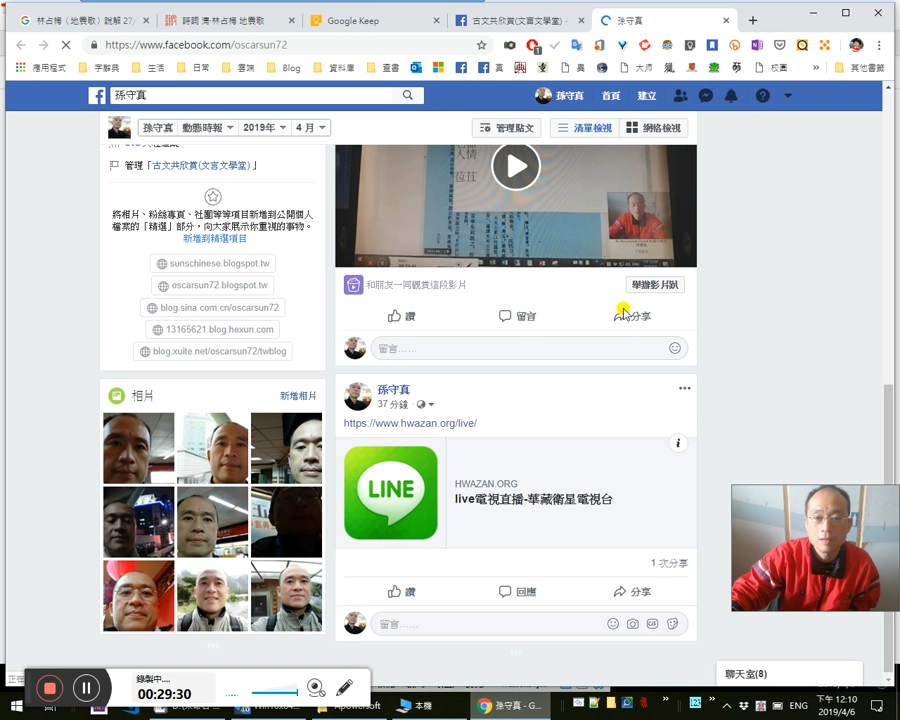 林占梅〈地震歌〉說解 27/
詩詞 清·林占梅 地震歌
Google Keep
古文共欣賞(文言文學堂) -
孫守真
https://www.facebook.com/oscarsun72
應用程式
字辭典
生活
日常
雲端
Blog
資料庫
查書
真
異
大師
校園
»
其他書籤
孫守真
孫守真
首頁
建立
孫守真
動態時報
2019年
4 月
管理貼文
清單檢視
網格檢視
管理「古文共欣賞(文言文學堂)」
將相片、粉絲專頁、社團等等項目新增到公開個人
檔案的「精選」部分，向大家展示你重視的事物。
新增到精選項目
sunschinese.blogspot.tw
oscarsun72.blogspot.tw
blog.sina.com.cn/oscarsun72
13165621.blog.hexun.com
blog.xuite.net/oscarsun72/twblog
相片
新增相片
和朋友一同觀賞這段影片
舉辦影片趴
讚
留言
分享
留言……
孫守真
37 分鐘
https://www.hwazan.org/live/
LINE
HWAZAN.ORG
live電視直播-華藏衛星電視台
1 次分享
讚
回應
分享
留言……
聊天室(8)
錄製中....
00:29:30
Apowersoft
本機
孫守真 - G...
ENG
下午 12:10
2019/4/6